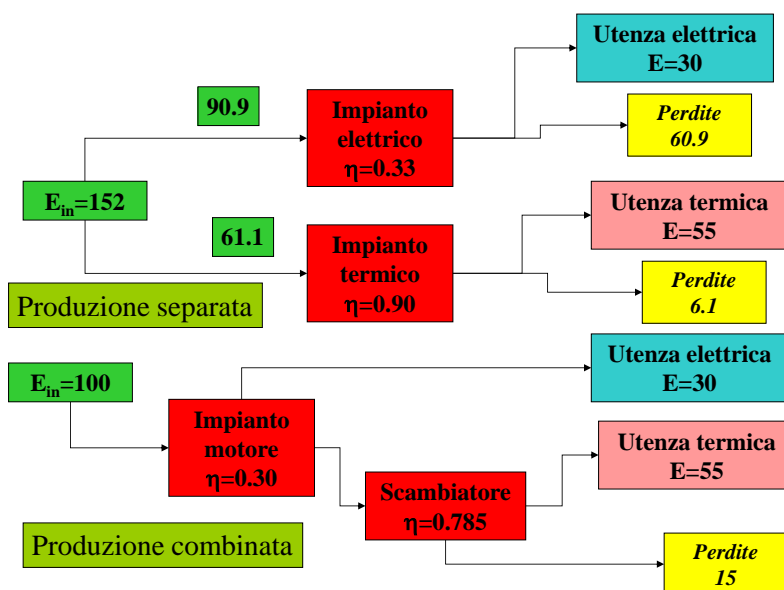 Utenza elettrica
E=30
90.9
Impianto
elettrico
η=0.33
Perdite
60.9
E_in=152
Utenza termica
E=55
61.1
Impianto
termico
η=0.90
Perdite
6.1
Produzione separata
Utenza elettrica
E=30
E_in=100
Impianto
motore
η=0.30
Utenza termica
E=55
Scambiatore
η=0.785
Produzione combinata
Perdite
15